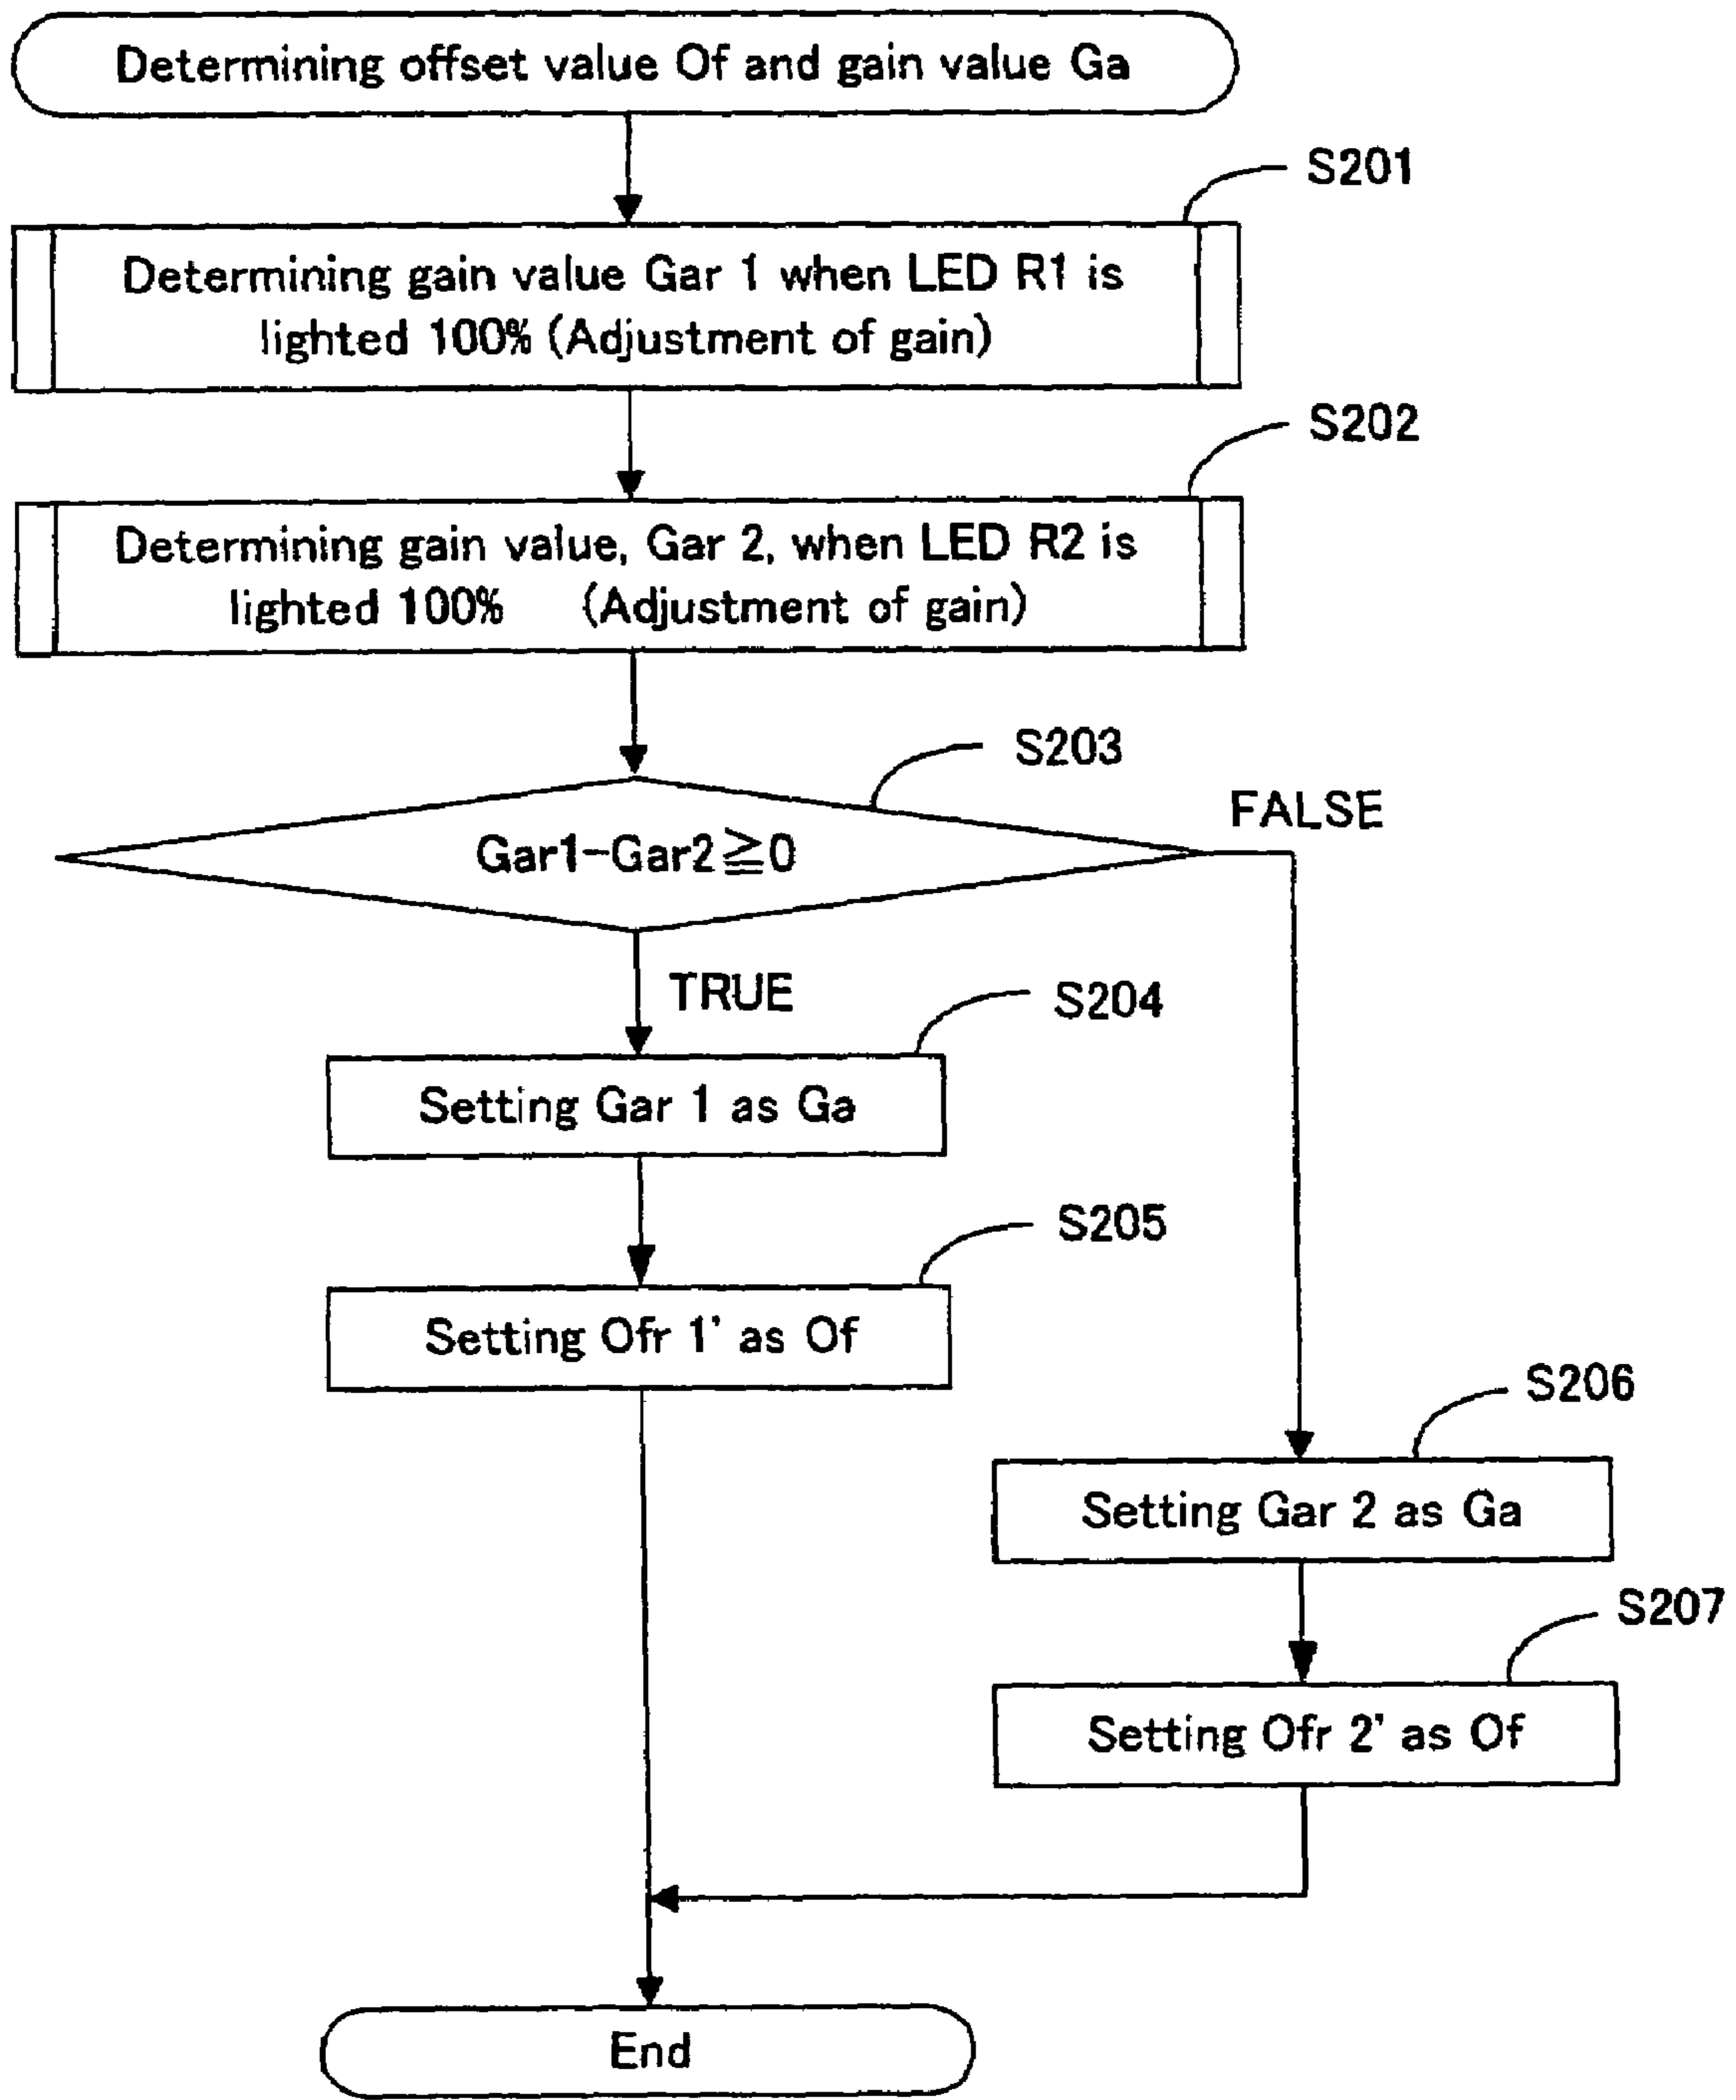 Determining offset value Of and gain value Ga
S201
Determining gain value Gar 1 when LED R1 is
lighted 100% (Adjustment of gain)
S202
Determining gain value, Gar 2, when LED R2 is
lighted 100% (Adjustment of gain)
S203
FALSE
Gar1-Gar2≧0
TRUE
S204
Setting Gar 1 as Ga
S205
Setting Ofr 1' as Of
S206
Setting Gar 2 as Ga
S207
Setting Ofr 2' as Of
End